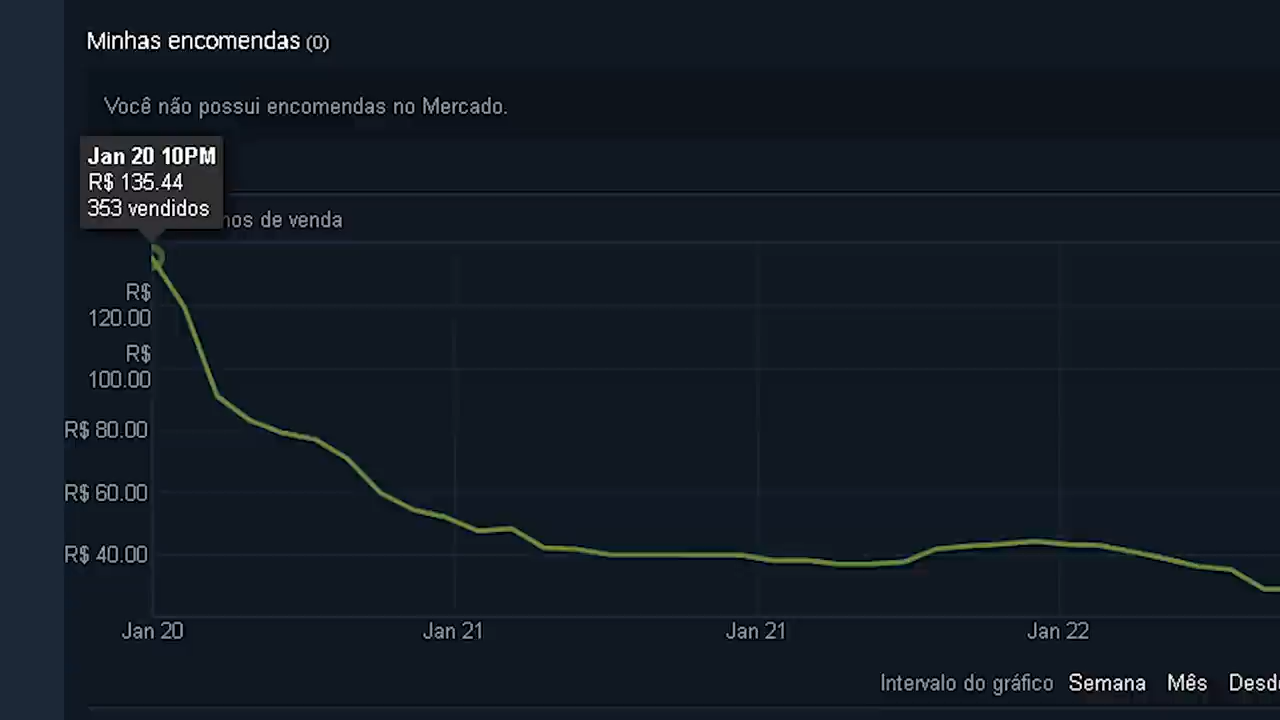 Minhas encomendas (0)
Você não possui encomendas no Mercado.
Jan 20 10PM
R$ 135.44
353 vendidos
de venda
R$
120.00
R$
100.00
R$ 80.00
R$ 60.00
R$ 40.00
Jan 20 Jan 21 Jan 21 Jan 22
Intervalo do gráfico Semana Mês